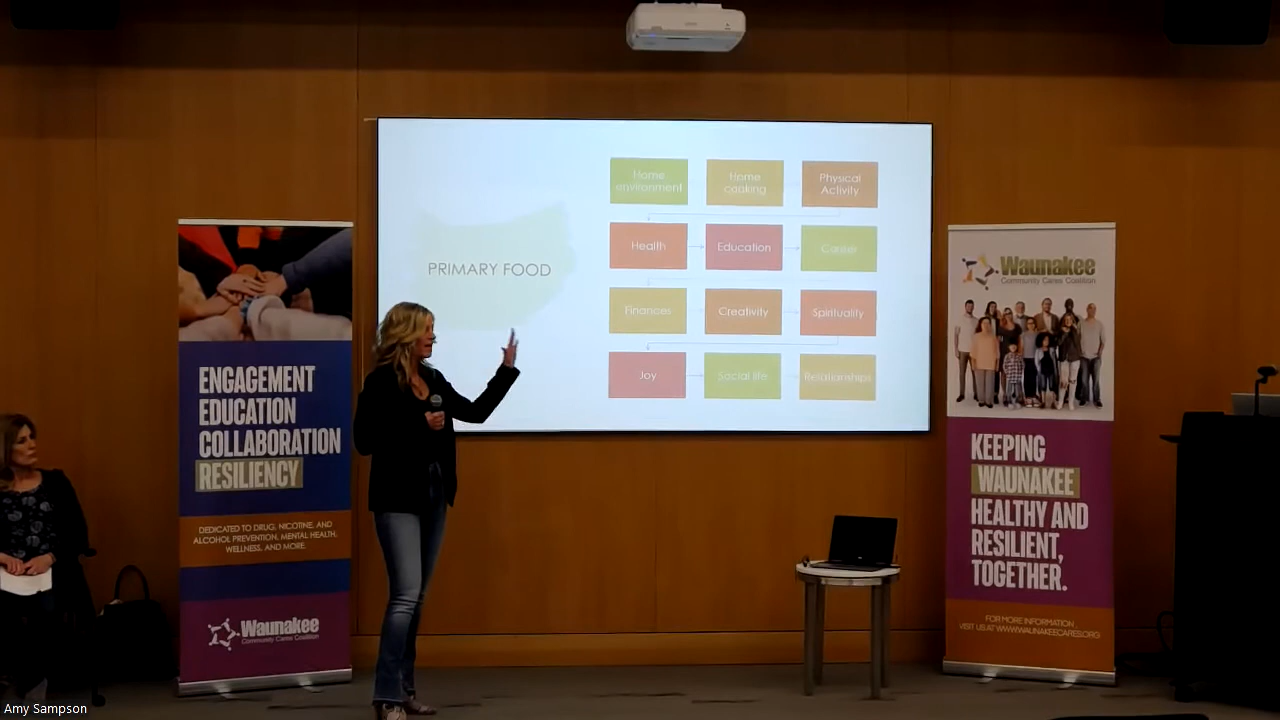 PRIMARY FOOD
Home
environment
Home
cooking
Physical
Activity
Health
Education
Career
Finances
Creativity
Spirituality
Joy
Social life
Relationships
ENGAGEMENT
EDUCATION
COLLABORATION
RESILIENCY
DEDICATED TO DRUG, NICOTINE, AND
ALCOHOL PREVENTION, MENTAL HEALTH,
WELLNESS, AND MORE.
Waunakee
Community Cares Coalition
Waunakee
Community Cares Coalition
KEEPING
WAUNAKEE
HEALTHY AND
RESILIENT,
TOGETHER.
FOR MORE INFORMATION
VISIT US AT WWW.WAUNAKEECARES.ORG
Amy Sampson